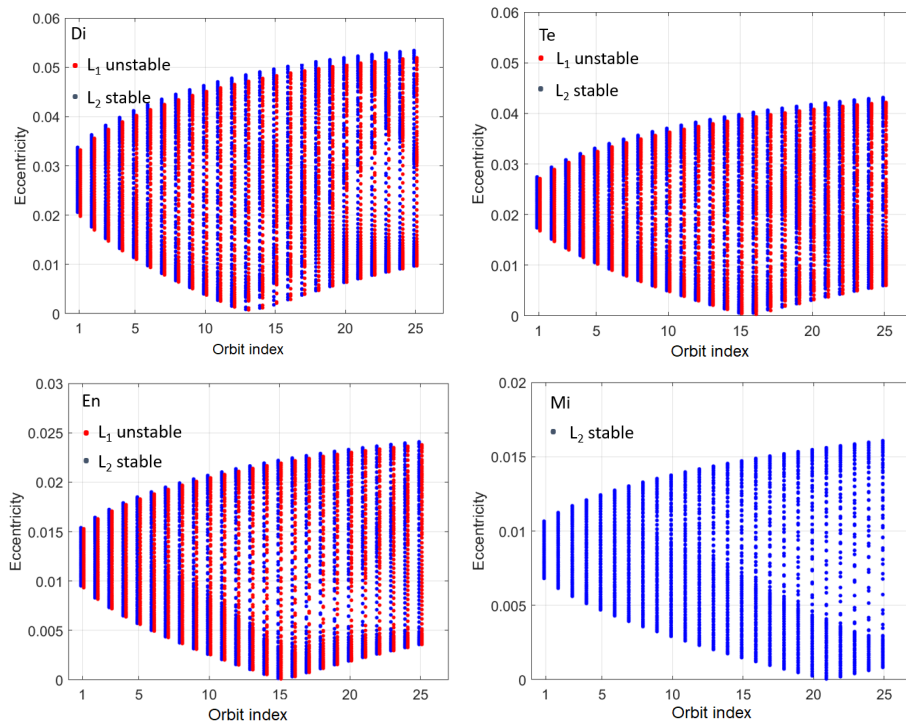 0.06
Di
L1 unstable
L2 stable
0.05
0.04
0.03
0.02
0.01
0
Eccentricity
1 5 10 15 20 25
Orbit index
0.06
Te
L1 unstable
L2 stable
0.05
0.04
0.03
0.02
0.01
0
Eccentricity
1 5 10 15 20 25
Orbit index
0.03
En
L1 unstable
L2 stable
0.025
0.02
0.015
0.01
0.005
0
Eccentricity
1 5 10 15 20 25
Orbit index
0.02
Mi
L2 stable
0.015
0.01
0.005
0
Eccentricity
1 5 10 15 20 25
Orbit index